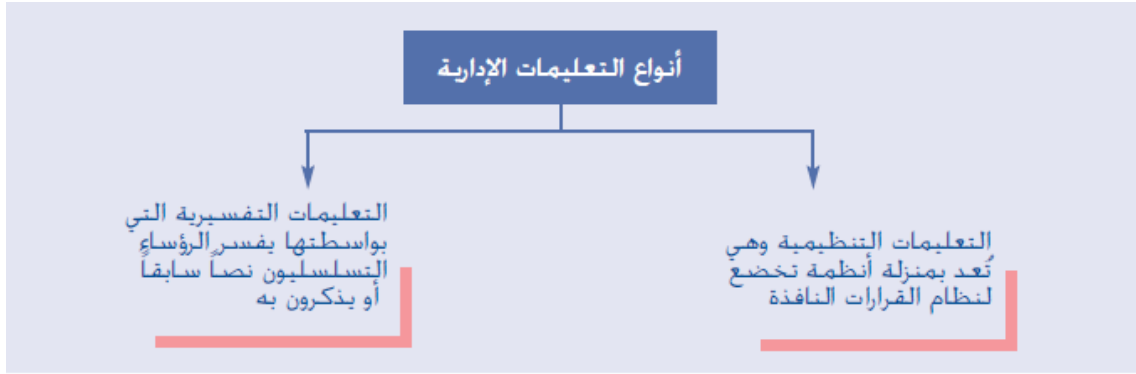 أنواع التعليمات الإدارية
التعليمات التنظيمية وهي
تُعد بمنزلة أنظمة تخضع
لنظام القرارات النافذة
التعليمات التفسيرية التي
بواسطتها يفسر الرؤساء
التسلسليون نصاً سابقاً
أو يذكرون به